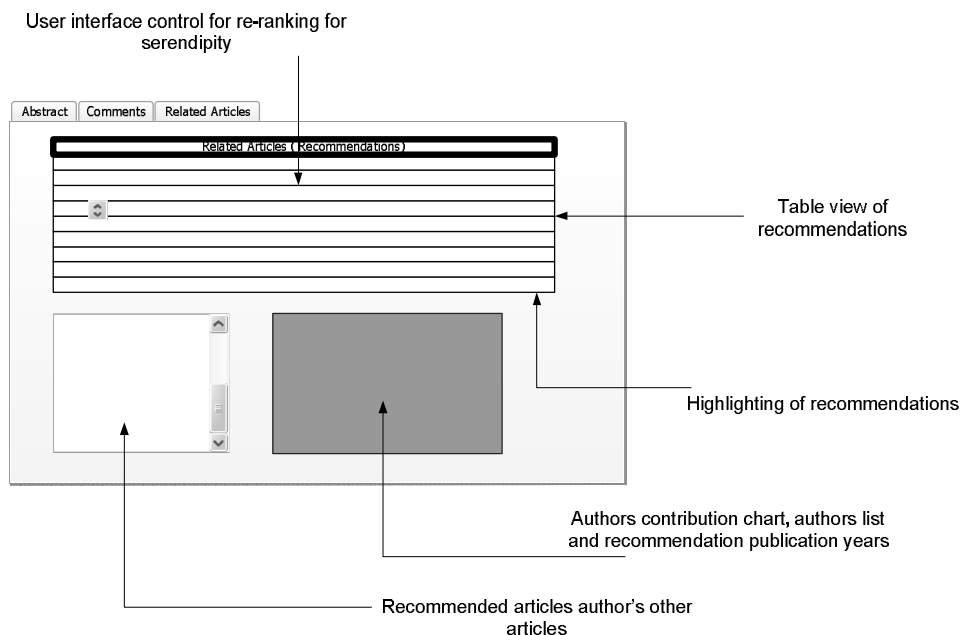 User interface control for re-ranking for
serendipity
Abstract
Comments
Related Articles
Related Articles (Recommendations)
Table view of
recommendations
Highlighting of recommendations
Authors contribution chart, authors list
and recommendation publication years
Recommended articles author's other
articles